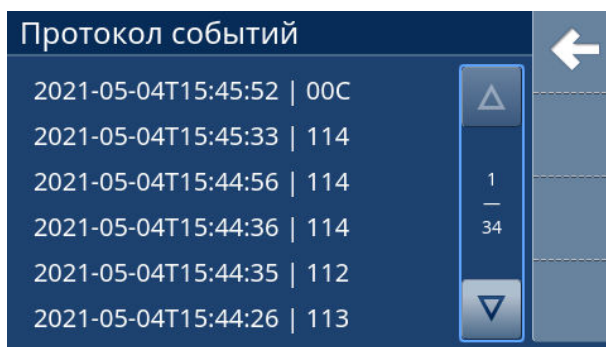 Протокол событий
2021-05-04T15:45:52 | 00C
2021-05-04T15:45:33 | 114
2021-05-04T15:44:56 | 114
2021-05-04T15:44:36 | 114
2021-05-04T15:44:35 | 112
2021-05-04T15:44:26 | 113
1
—
34